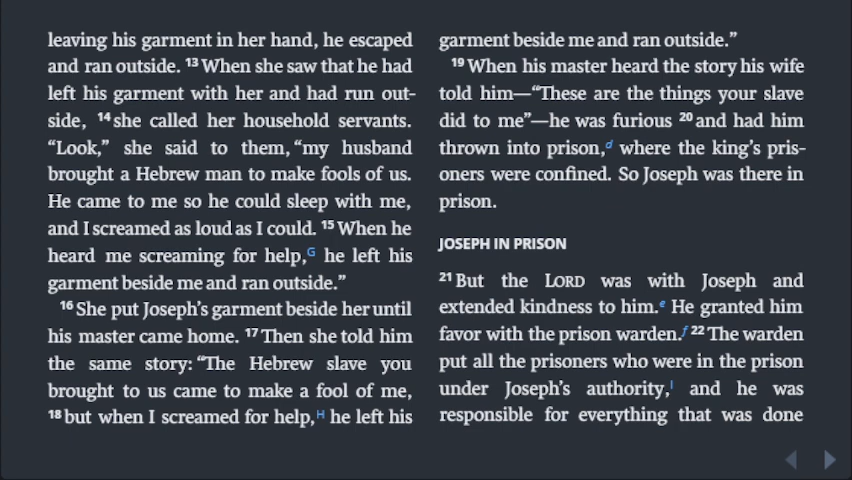 leaving his garment in her hand, he escaped
and ran outside. 13 When she saw that he had
left his garment with her and had run out-
side, 14 she called her household servants.
“Look,” she said to them, “my husband
brought a Hebrew man to make fools of us.
He came to me so he could sleep with me,
and I screamed as loud as I could. 15 When he
heard me screaming for help,G he left his
garment beside me and ran outside.”
16 She put Joseph’s garment beside her until
his master came home. 17 Then she told him
the same story: “The Hebrew slave you
brought to us came to make a fool of me,
18 but when I screamed for help,H he left his
garment beside me and ran outside.”
19 When his master heard the story his wife
told him—“These are the things your slave
did to me”—he was furious 20 and had him
thrown into prison,d where the king’s pris-
oners were confined. So Joseph was there in
prison.
JOSEPH IN PRISON
21 But the LORD was with Joseph and
extended kindness to him.e He granted him
favor with the prison warden.f 22 The warden
put all the prisoners who were in the prison
under Joseph’s authority,I and he was
responsible for everything that was done